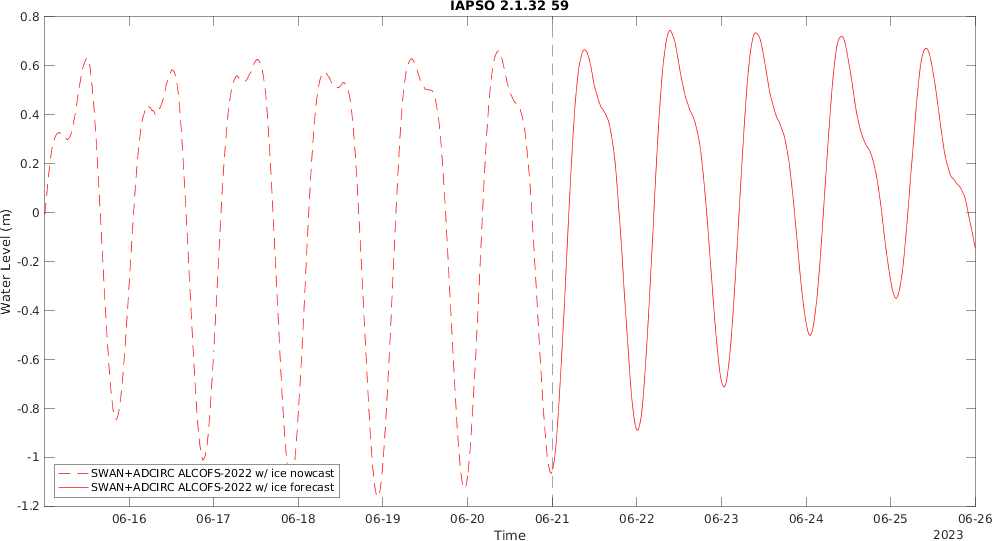 IAPSO 2.1.32 59
0.8
0.6
0.4
0.2
0
-0.2
-0.4
-0.6
-0.8
-1
-1.2
Water Level (m)
SWAN+ADCIRC ALCOFS-2022 w/ ice nowcast
SWAN+ADCIRC ALCOFS-2022 w/ ice forecast
06-16 06-17 06-18 06-19 06-20 06-21 06-22 06-23 06-24 06-25 06-26
Time
2023